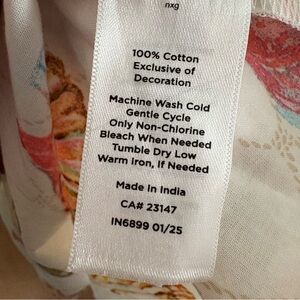 nxg
100% Cotton
Exclusive of
Decoration
Machine Wash Cold
Gentle Cycle
Only Non-Chlorine
Bleach When Needed
Tumble Dry Low
Warm Iron, If Needed
Made in India
CA# 23147
IN6899 01/25